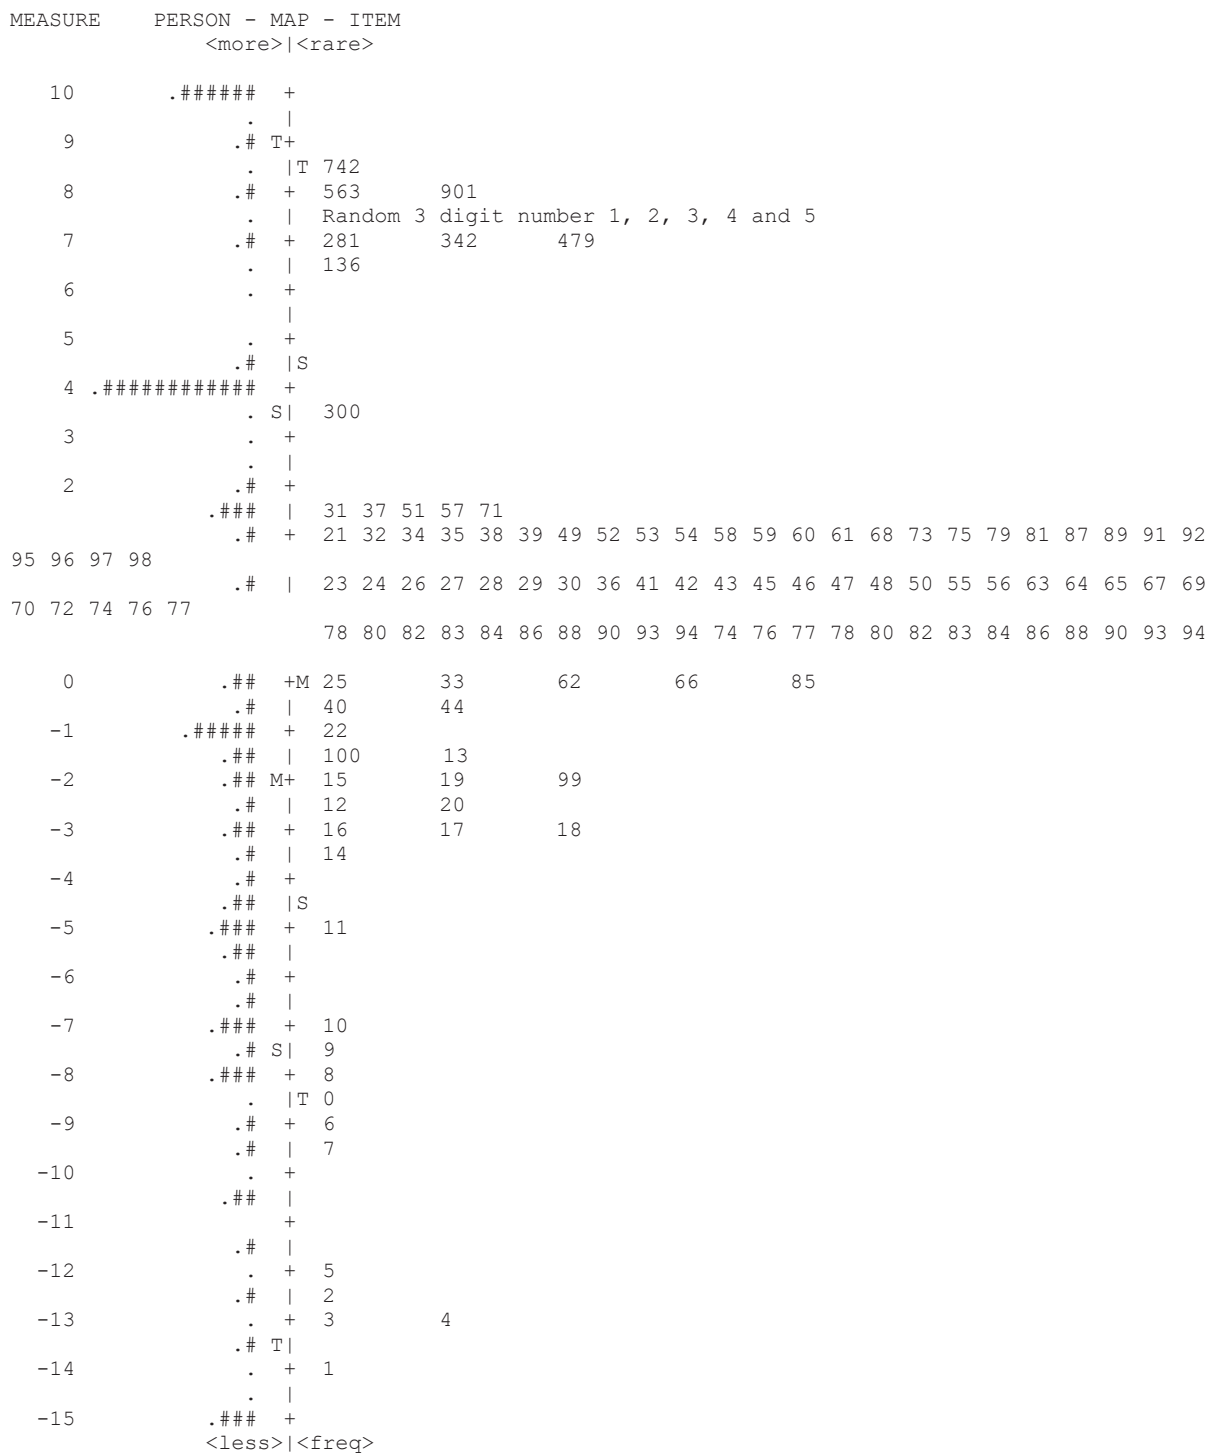 MEASURE PERSON - MAP - ITEM
<more>|<rare>
10 .###### +
. |
9 .# T+
. |T 742
8 .# + 563 901
. | Random 3 digit number 1, 2, 3, 4 and 5
7 .# + 281 342 479
. | 136
6 . +
|
5 . +
.# |S
4 .############ +
. S| 300
3 . +
. |
2 .# +
.### | 31 37 51 57 71
.# + 21 32 34 35 38 39 49 52 53 54 58 59 60 61 68 73 75 79 81 87 89 91 92
95 96 97 98
.# | 23 24 26 27 28 29 30 36 41 42 43 45 46 47 48 50 55 56 63 64 65 67 69
70 72 74 76 77
78 80 82 83 84 86 88 90 93 94 74 76 77 78 80 82 83 84 86 88 90 93 94
0 .## +M 25 33 62 66 85
.# | 40 44
-1 .##### + 22
.## | 100 13
-2 .## M+ 15 19 99
.# | 12 20
-3 .## + 16 17 18
.# | 14
-4 .# +
.## |S
-5 .### + 11
.## |
-6 .# +
.# |
-7 .### + 10
.# S| 9
-8 .### + 8
. |T 0
-9 .# + 6
.# | 7
-10 . +
.## |
-11 +
.# |
-12 . + 5
.# | 2
-13 . + 3 4
.# T|
-14 . + 1
. |
-15 .### +
<less>|<freq>